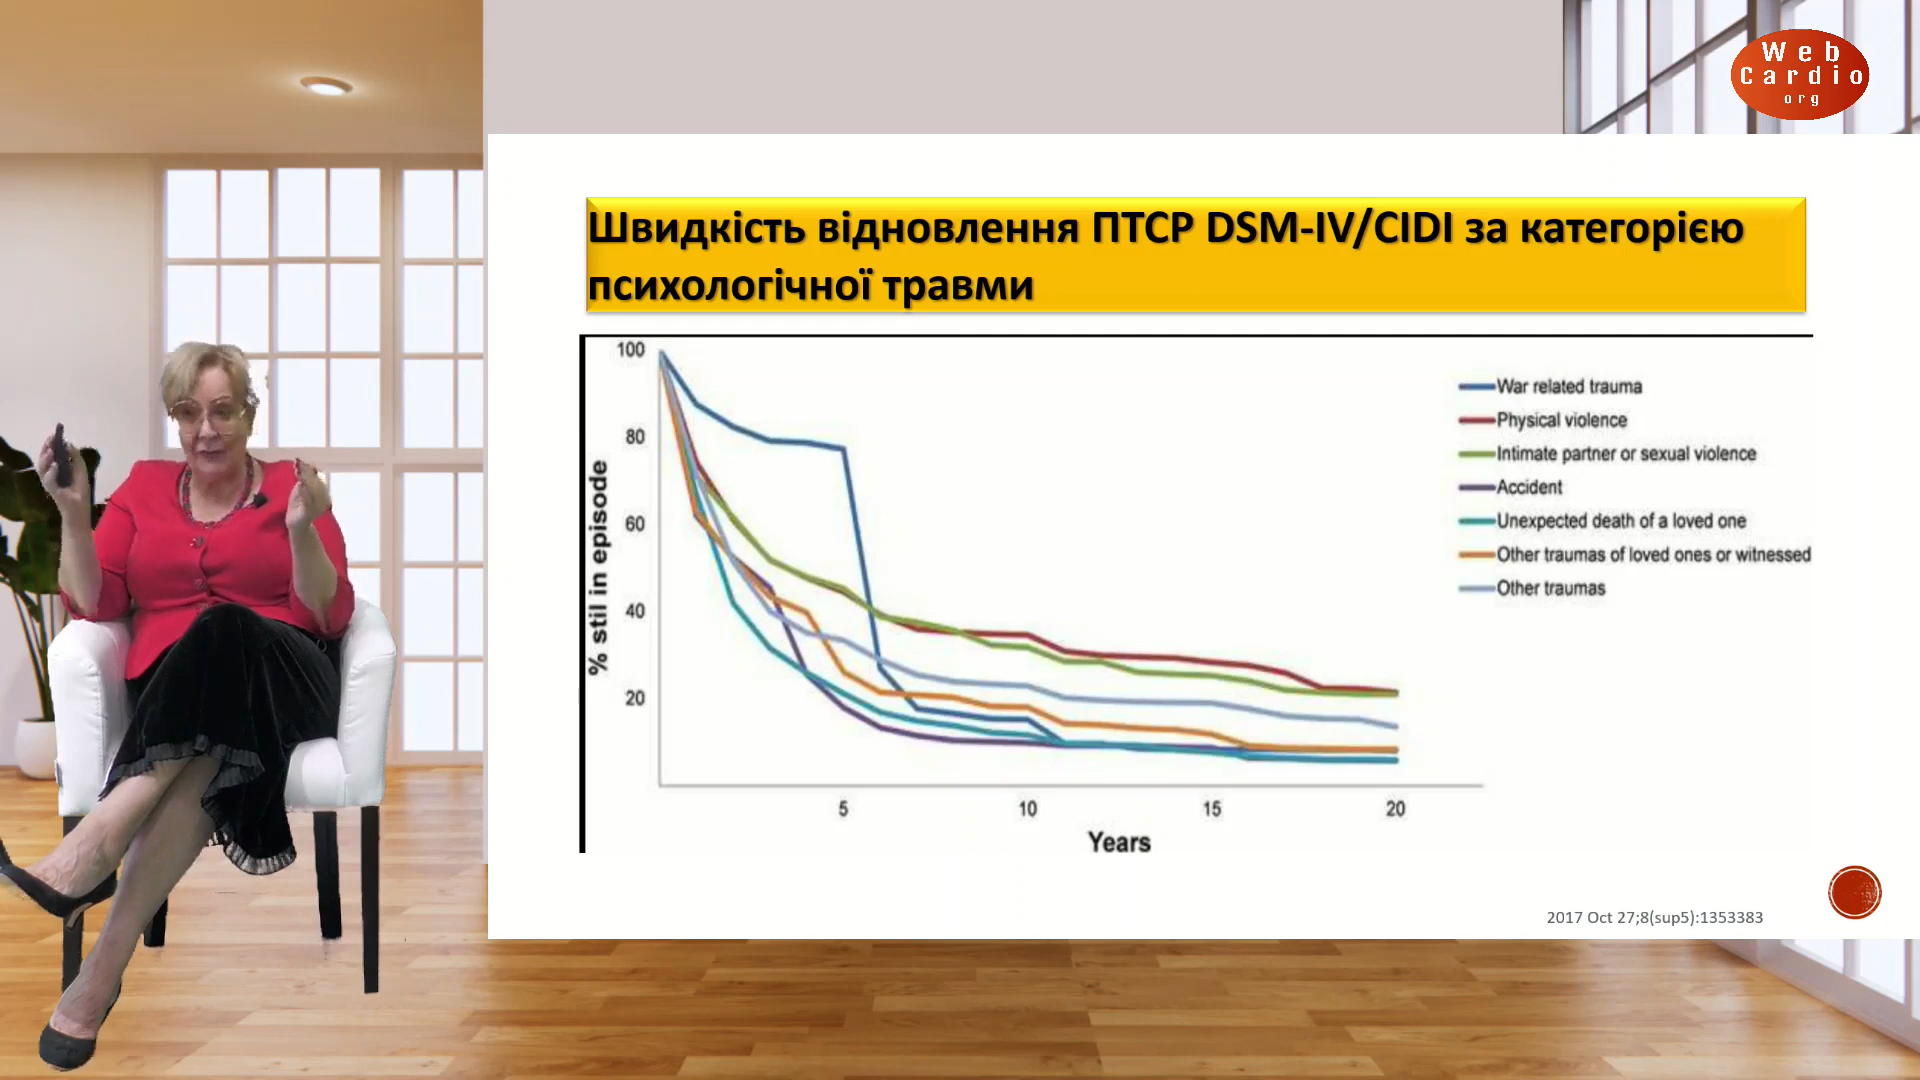 Web
Cardio
org
Швидкість відновлення ПТСР DSM-IV/CIDI за категорією
психологічної травми
100
80
60
40
20
% stil in episode
War related trauma
Physical violence
Intimate partner or sexual violence
Accident
Unexpected death of a loved one
Other traumas of loved ones or witnessed
Other traumas
5
10
15
20
Years
2017 Oct 27;8(sup5):1353383